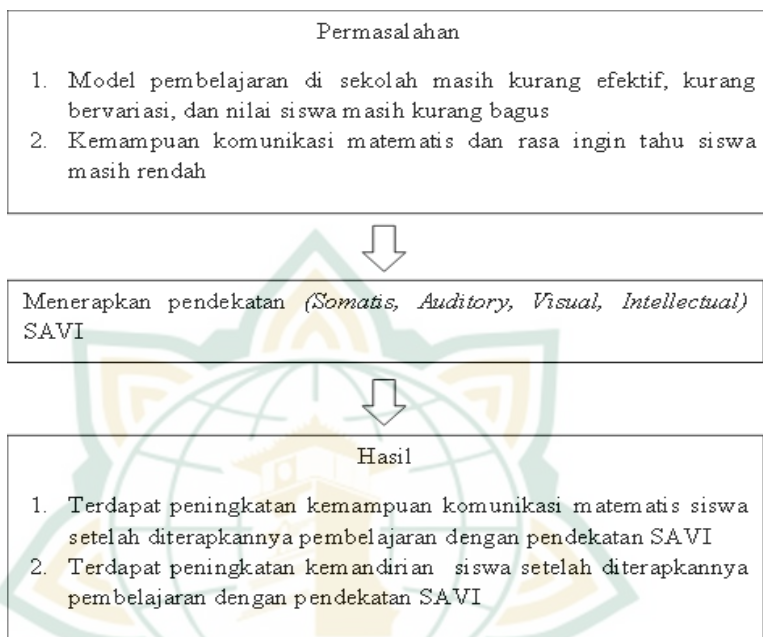 Permasalahan
1. Model pembelajaran di sekolah masih kurang efektif, kurang
bervariasi, dan nilai siswa masih kurang bagus
2. Kemampuan komunikasi matematis dan rasa ingin tahu siswa
masih rendah
Menerapkan pendekatan (Somatis, Auditory, Visual, Intellectual)
SAVI
Hasil
1. Terdapat peningkatan kemampuan komunikasi matematis siswa
setelah diterapkannya pembelajaran dengan pendekatan SAVI
2. Terdapat peningkatan kemandirian siswa setelah diterapkannya
pembelajaran dengan pendekatan SAVI